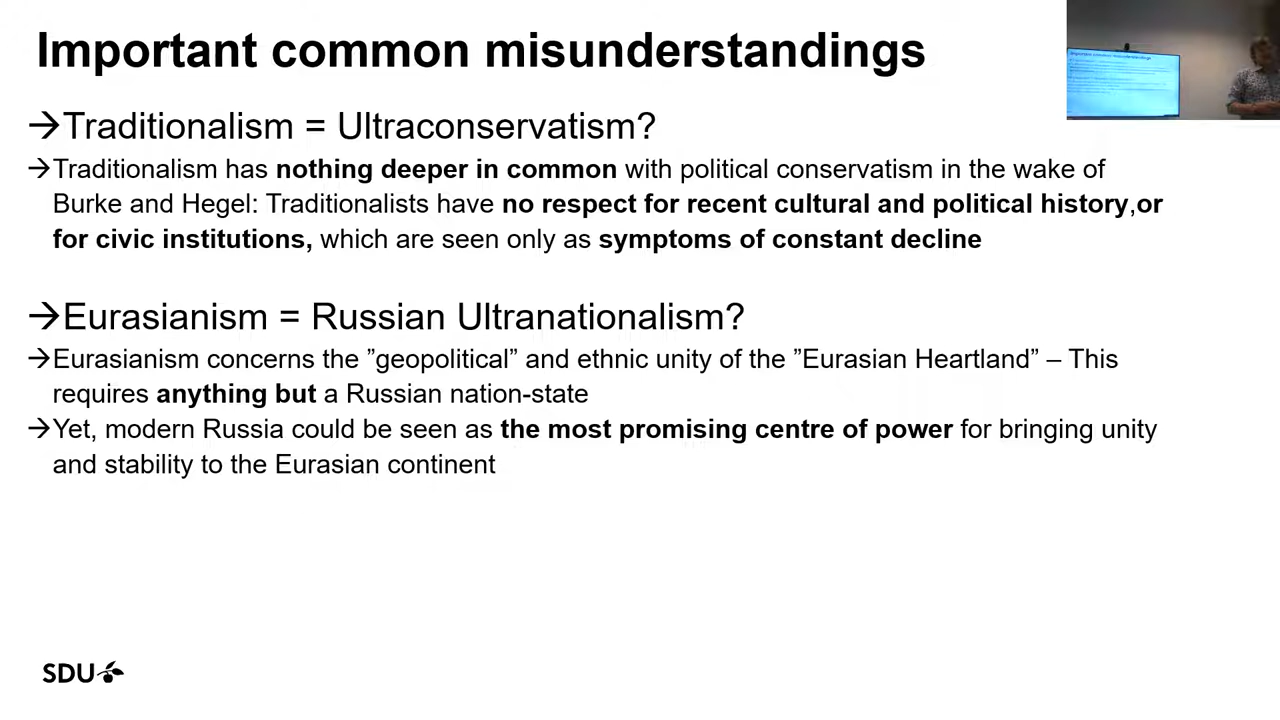 Important common misunderstandings
→Traditionalism = Ultraconservatism?
→Traditionalism has nothing deeper in common with political conservatism in the wake of
Burke and Hegel: Traditionalists have no respect for recent cultural and political history,or
for civic institutions, which are seen only as symptoms of constant decline
→Eurasianism = Russian Ultranationalism?
→Eurasianism concerns the ”geopolitical” and ethnic unity of the ”Eurasian Heartland” – This
requires anything but a Russian nation-state
→Yet, modern Russia could be seen as the most promising centre of power for bringing unity
and stability to the Eurasian continent
SDU
Important common misunderstandings